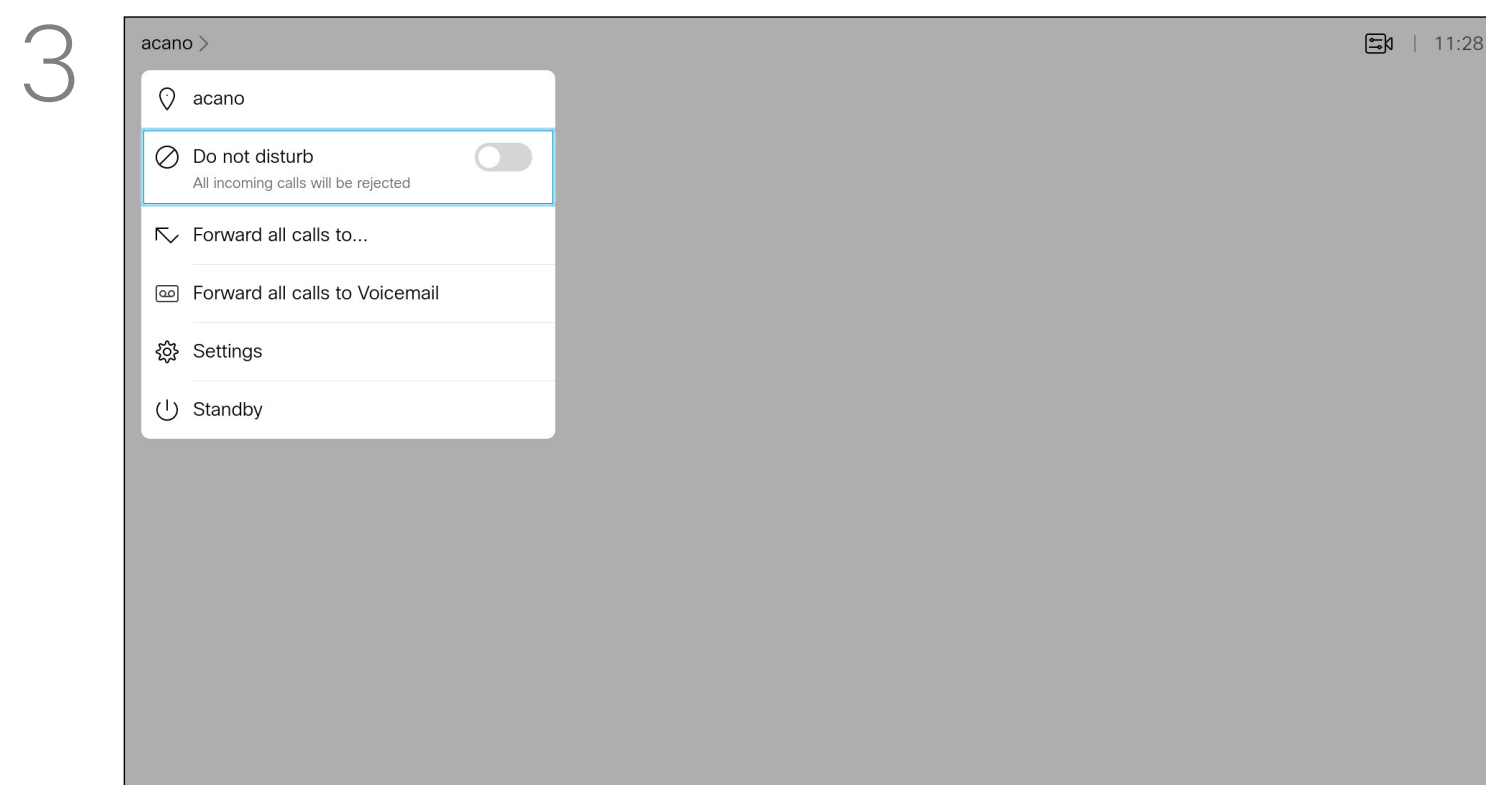 3
acano
11:28
acano
Do not disturb
All incoming calls will be rejected
Forward all calls to...
Forward all calls to Voicemail
Settings
Standby